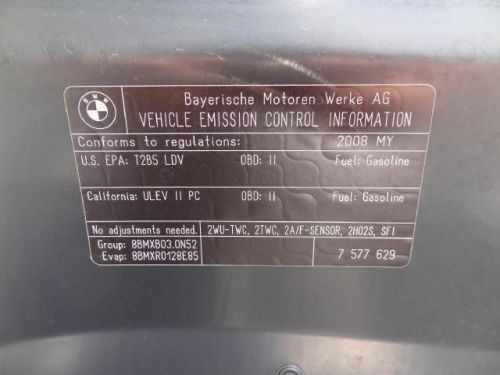 BMW
Bayerische Motoren Werke AG
VEHICLE EMISSION CONTROL INFORMATION
Conforms to regulations: 2008 MY
U.S. EPA: T2B5 LDV OBD: II Fuel: Gasoline
California: ULEV II PC OBD: II Fuel: Gasoline
No adjustments needed. 2WU-TWC, 2TWC, 2A/F-SENSOR, 2HO2S, SFI
Group: 8BMXB03.0N52
Evap: 8BMXR0128E85
7 577 629